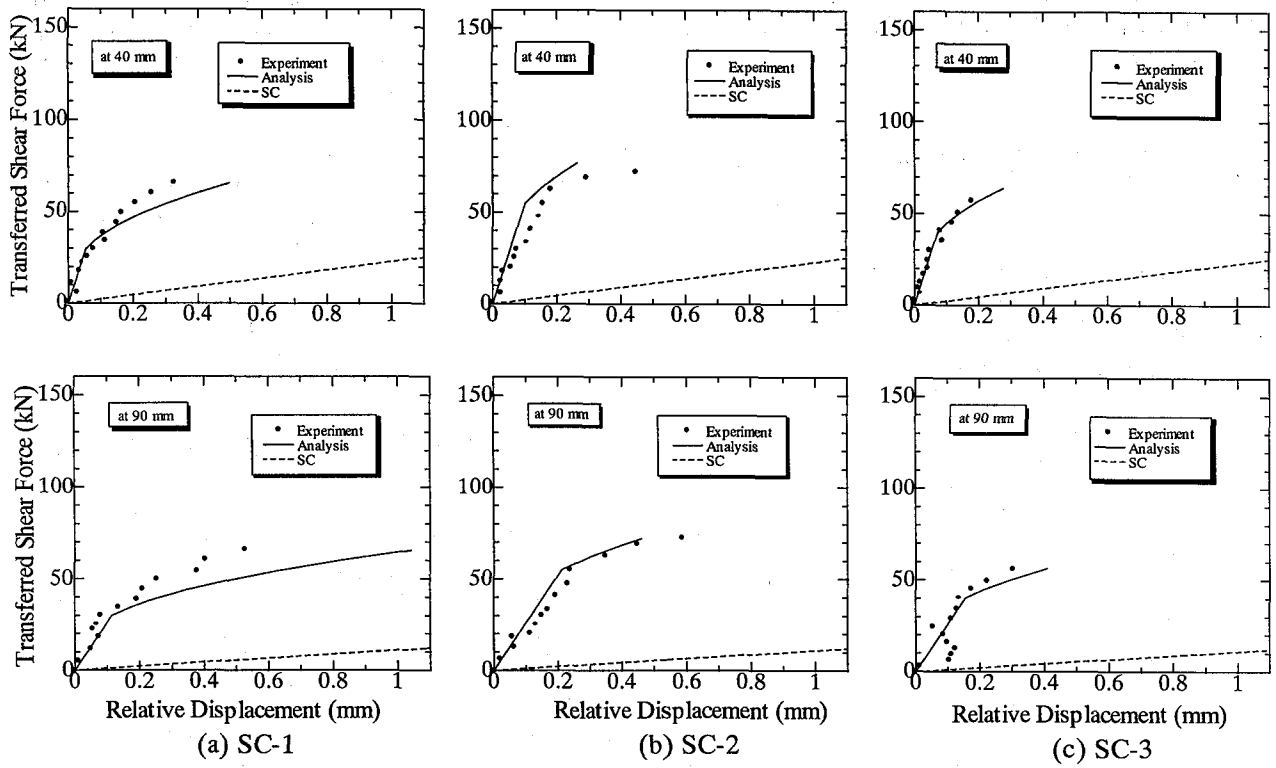 150
100
50
0
Transferred Shear Force (kN)
at 40 mm
Experiment
Analysis
SC
0 0.2 0.4 0.6 0.8 1
150
100
50
0
at 40 mm
Experiment
Analysis
SC
0 0.2 0.4 0.6 0.8 1
150
100
50
0
at 40 mm
Experiment
Analysis
SC
0 0.2 0.4 0.6 0.8 1
150
100
50
0
Transferred Shear Force (kN)
at 90 mm
Experiment
Analysis
SC
0 0.2 0.4 0.6 0.8 1
Relative Displacement (mm)
(a) SC-1
150
100
50
0
at 90 mm
Experiment
Analysis
SC
0 0.2 0.4 0.6 0.8 1
Relative Displacement (mm)
(b) SC-2
150
100
50
0
at 90 mm
Experiment
Analysis
SC
0 0.2 0.4 0.6 0.8 1
Relative Displacement (mm)
(c) SC-3